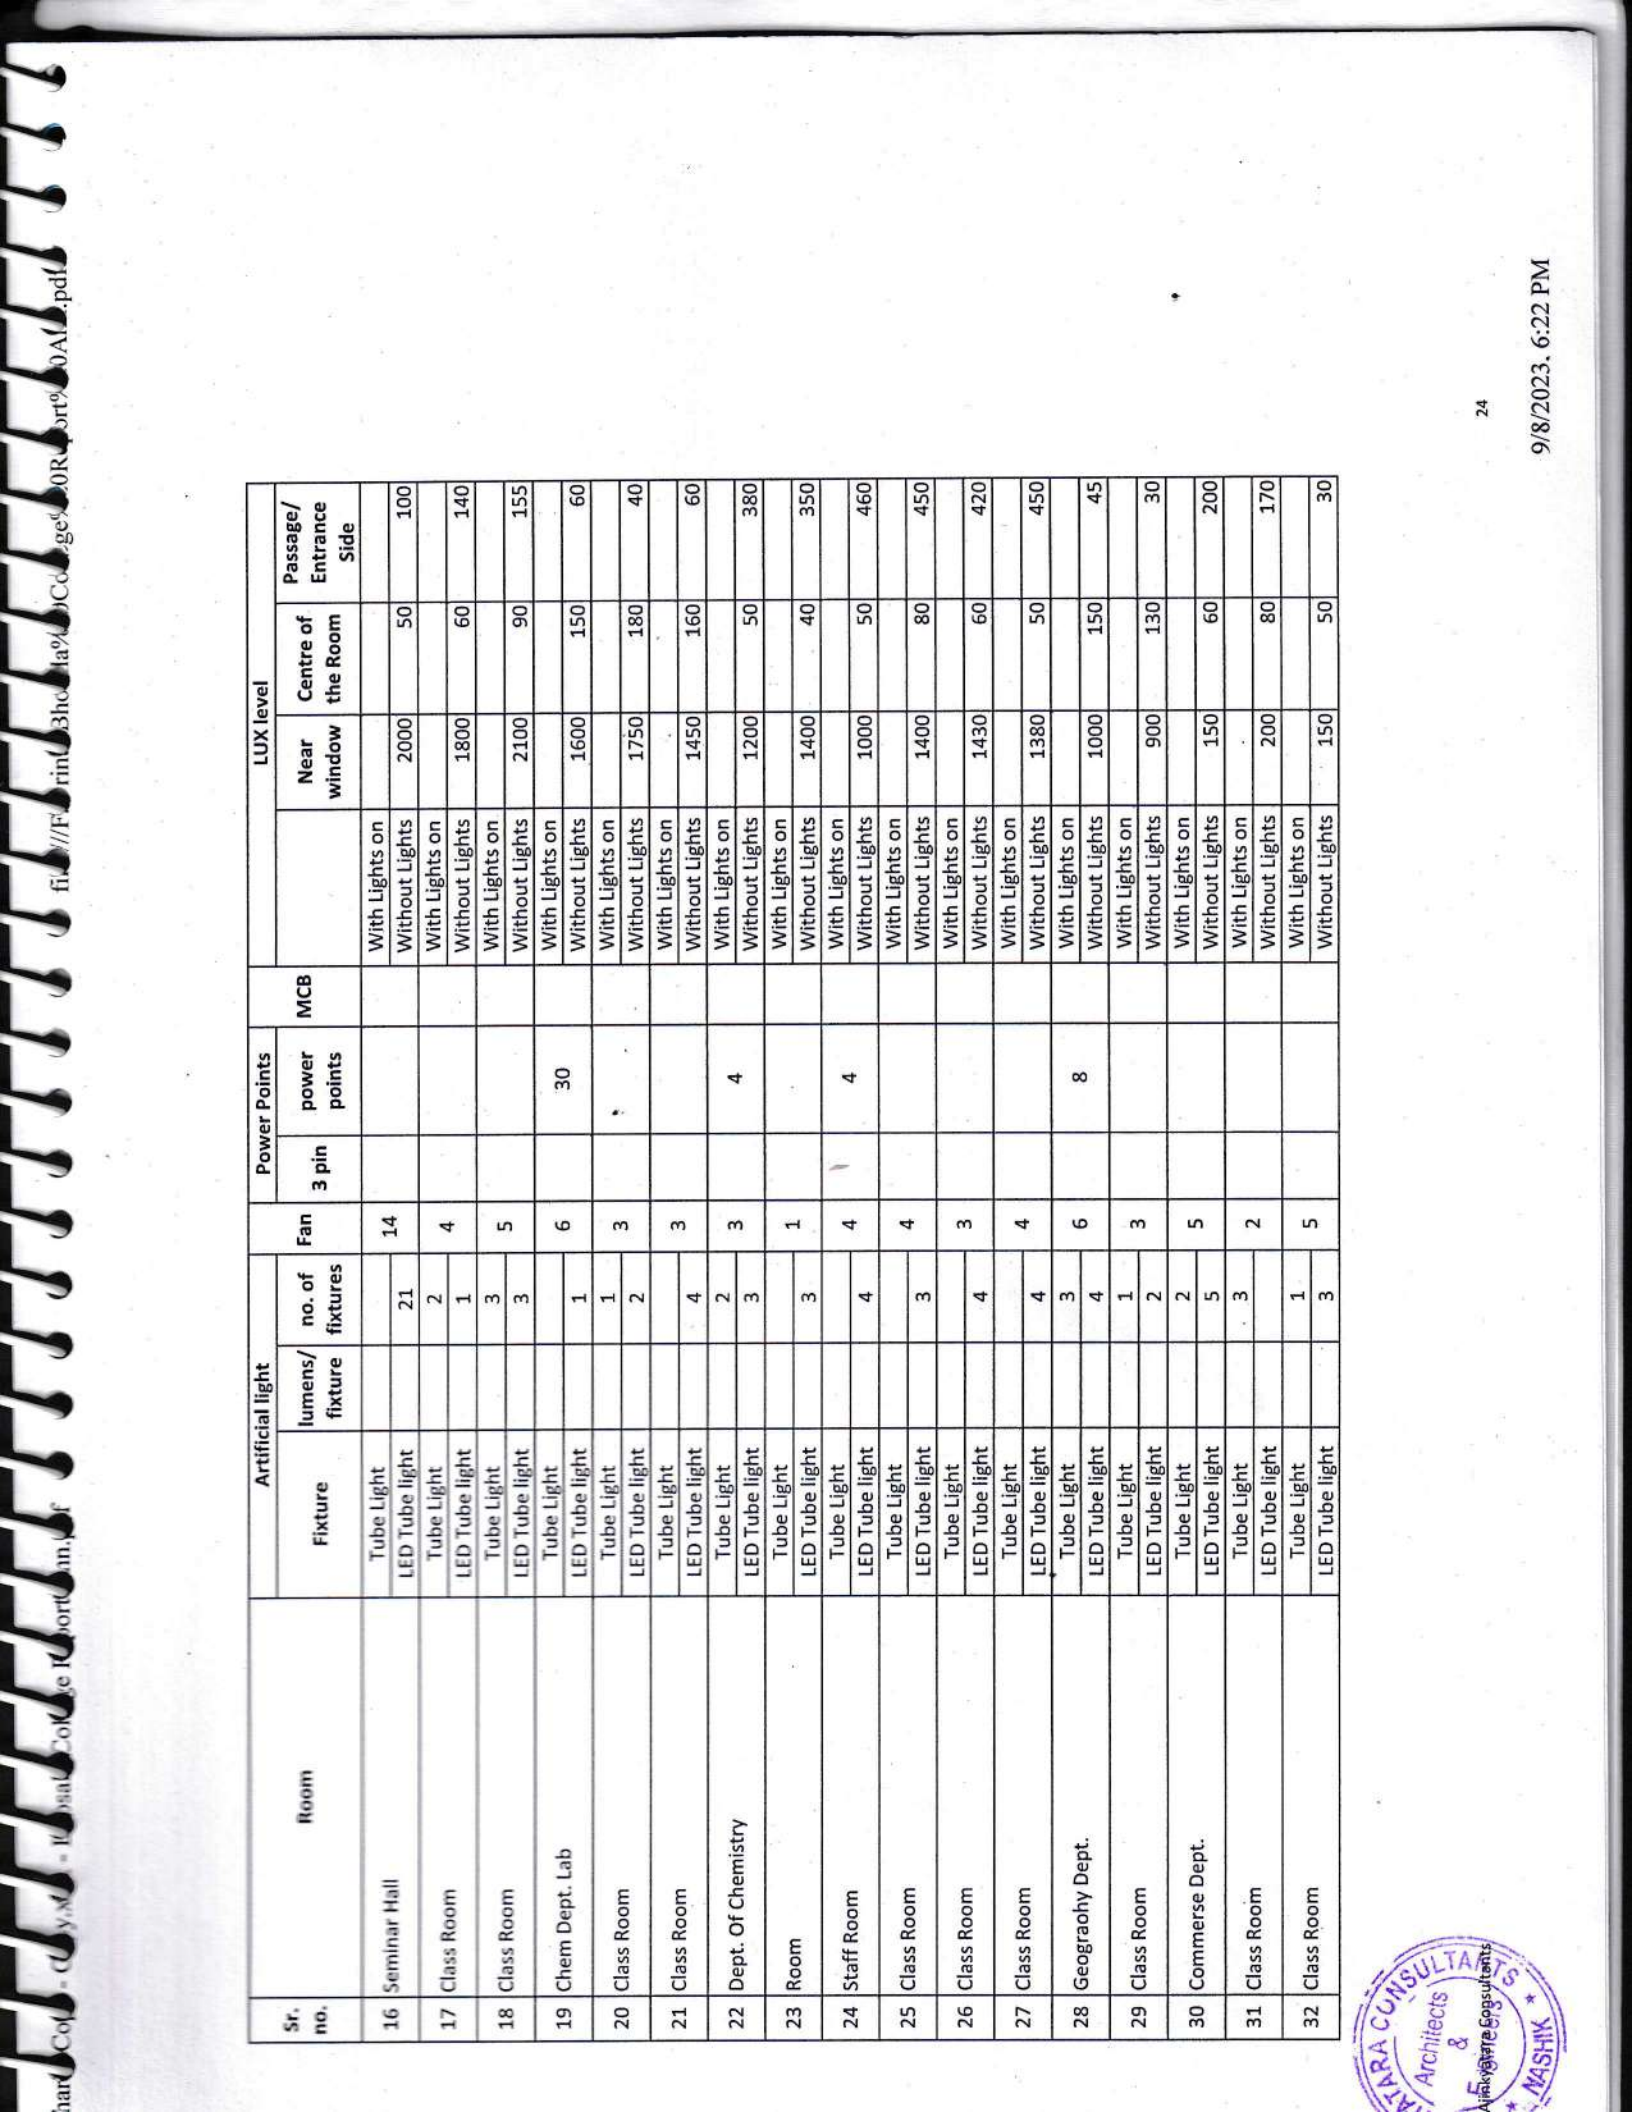 Artificial light Power Points LUX level
Sr. no. Room Fixture lumens/ fixture no. of fixtures Fan 3 pin power points MCB Near window Centre of the Room Passage/ Entrance Side
16 Seminar Hall Tube Light 14 With Lights on
LED Tube light 21 Without Lights 2000 50 100
17 Class Room Tube Light 2 4 With Lights on
LED Tube light 1 Without Lights 1800 60 140
18 Class Room Tube Light 3 5 With Lights on
LED Tube light 3 Without Lights 2100 90 155
19 Chem Dept. Lab Tube Light 6 30 With Lights on
LED Tube light 1 Without Lights 1600 150 60
20 Class Room Tube Light 1 3 With Lights on
LED Tube light 2 Without Lights 1750 180 40
21 Class Room Tube Light 3 With Lights on
LED Tube light 4 Without Lights 1450 160 60
22 Dept. Of Chemistry Tube Light 2 3 4 With Lights on
LED Tube light 3 Without Lights 1200 50 380
23 Room Tube Light 1 With Lights on
LED Tube light 3 Without Lights 1400 40 350
24 Staff Room Tube Light 4 4 With Lights on
LED Tube light 4 Without Lights 1000 50 460
25 Class Room Tube Light 4 With Lights on
LED Tube light 3 Without Lights 1400 80 450
26 Class Room Tube Light 3 With Lights on
LED Tube light 4 Without Lights 1430 60 420
27 Class Room Tube Light 4 With Lights on
LED Tube light 4 Without Lights 1380 50 450
28 Geograohy Dept. Tube Light 3 6 8 With Lights on
LED Tube light 4 Without Lights 1000 150 45
29 Class Room Tube Light 1 3 With Lights on
LED Tube light 2 Without Lights 900 130 30
30 Commerse Dept. Tube Light 2 5 With Lights on
LED Tube light 5 Without Lights 150 60 200
31 Class Room Tube Light 3 2 With Lights on
LED Tube light Without Lights 200 80 170
32 Class Room Tube Light 1 5 With Lights on
LED Tube light 3 Without Lights 150 50 30
CONSULTANTS
Architects
&
NASHIK
Ajinkyatara Consultants
24
9/8/2023, 6:22 PM